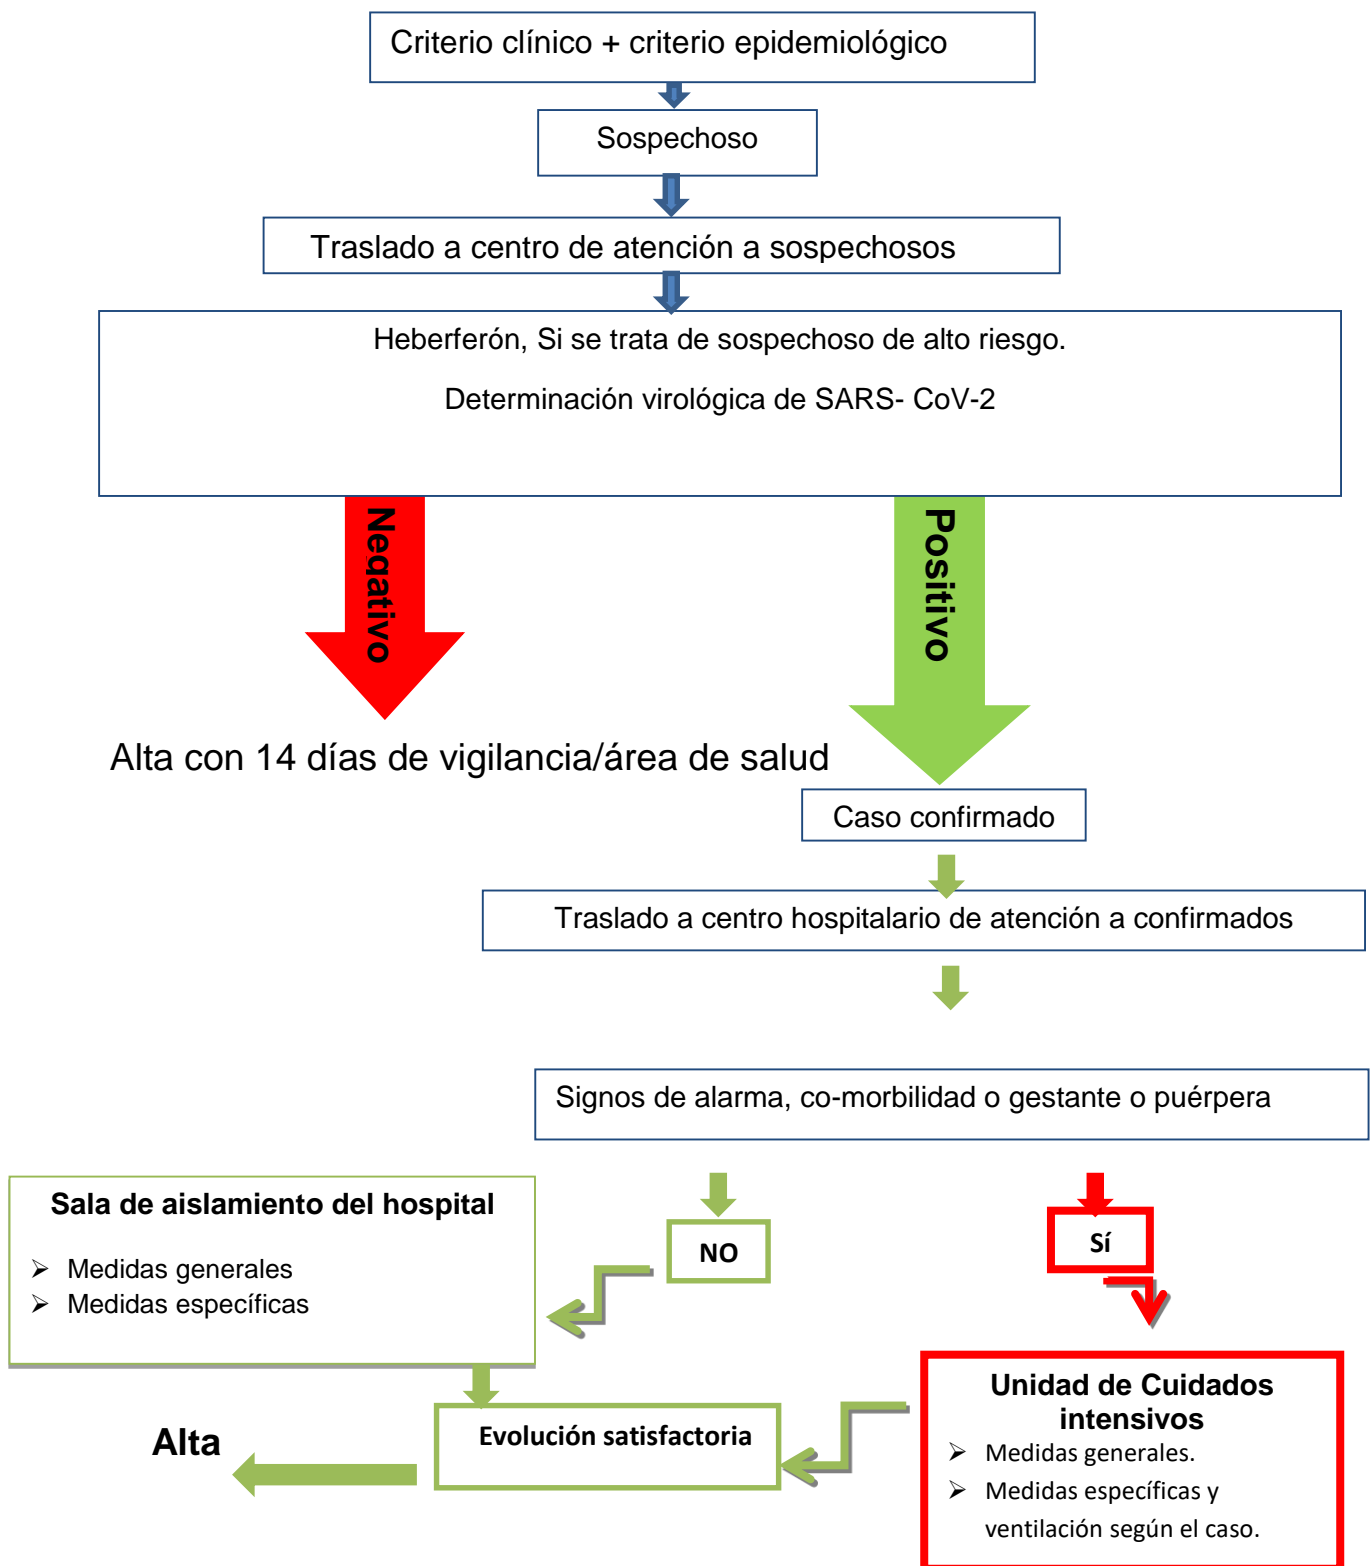 Criterio clínico + criterio epidemiológico
Sospechoso
Traslado a centro de atención a sospechosos
Heberferón, Si se trata de sospechoso de alto riesgo.
Determinación virológica de SARS- CoV-2
Negativo
Positivo
Alta con 14 días de vigilancia/área de salud
Caso confirmado
Traslado a centro hospitalario de atención a confirmados
Signos de alarma, co-morbilidad o gestante o puérpera
NO
Sí
Sala de aislamiento del hospital
➢ Medidas generales
➢ Medidas específicas
Unidad de Cuidados
intensivos
➢ Medidas generales.
➢ Medidas específicas y
ventilación según el caso.
Evolución satisfactoria
Alta